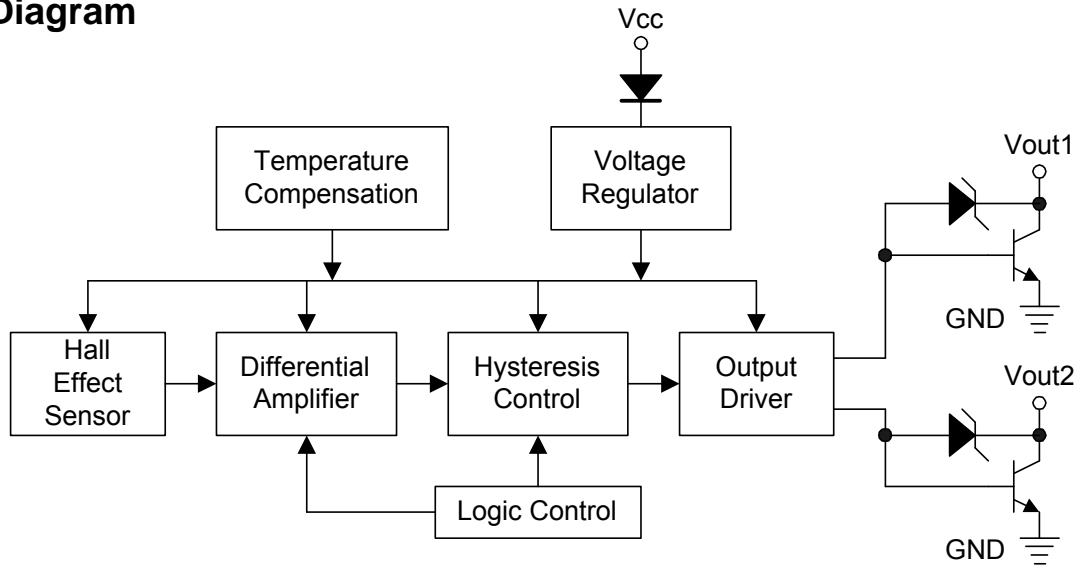 Diagram
Vcc
Temperature
Compensation
Voltage
Regulator
Vout1
GND
Hall
Effect
Sensor
Differential
Amplifier
Hysteresis
Control
Output
Driver
Vout2
Logic Control
GND